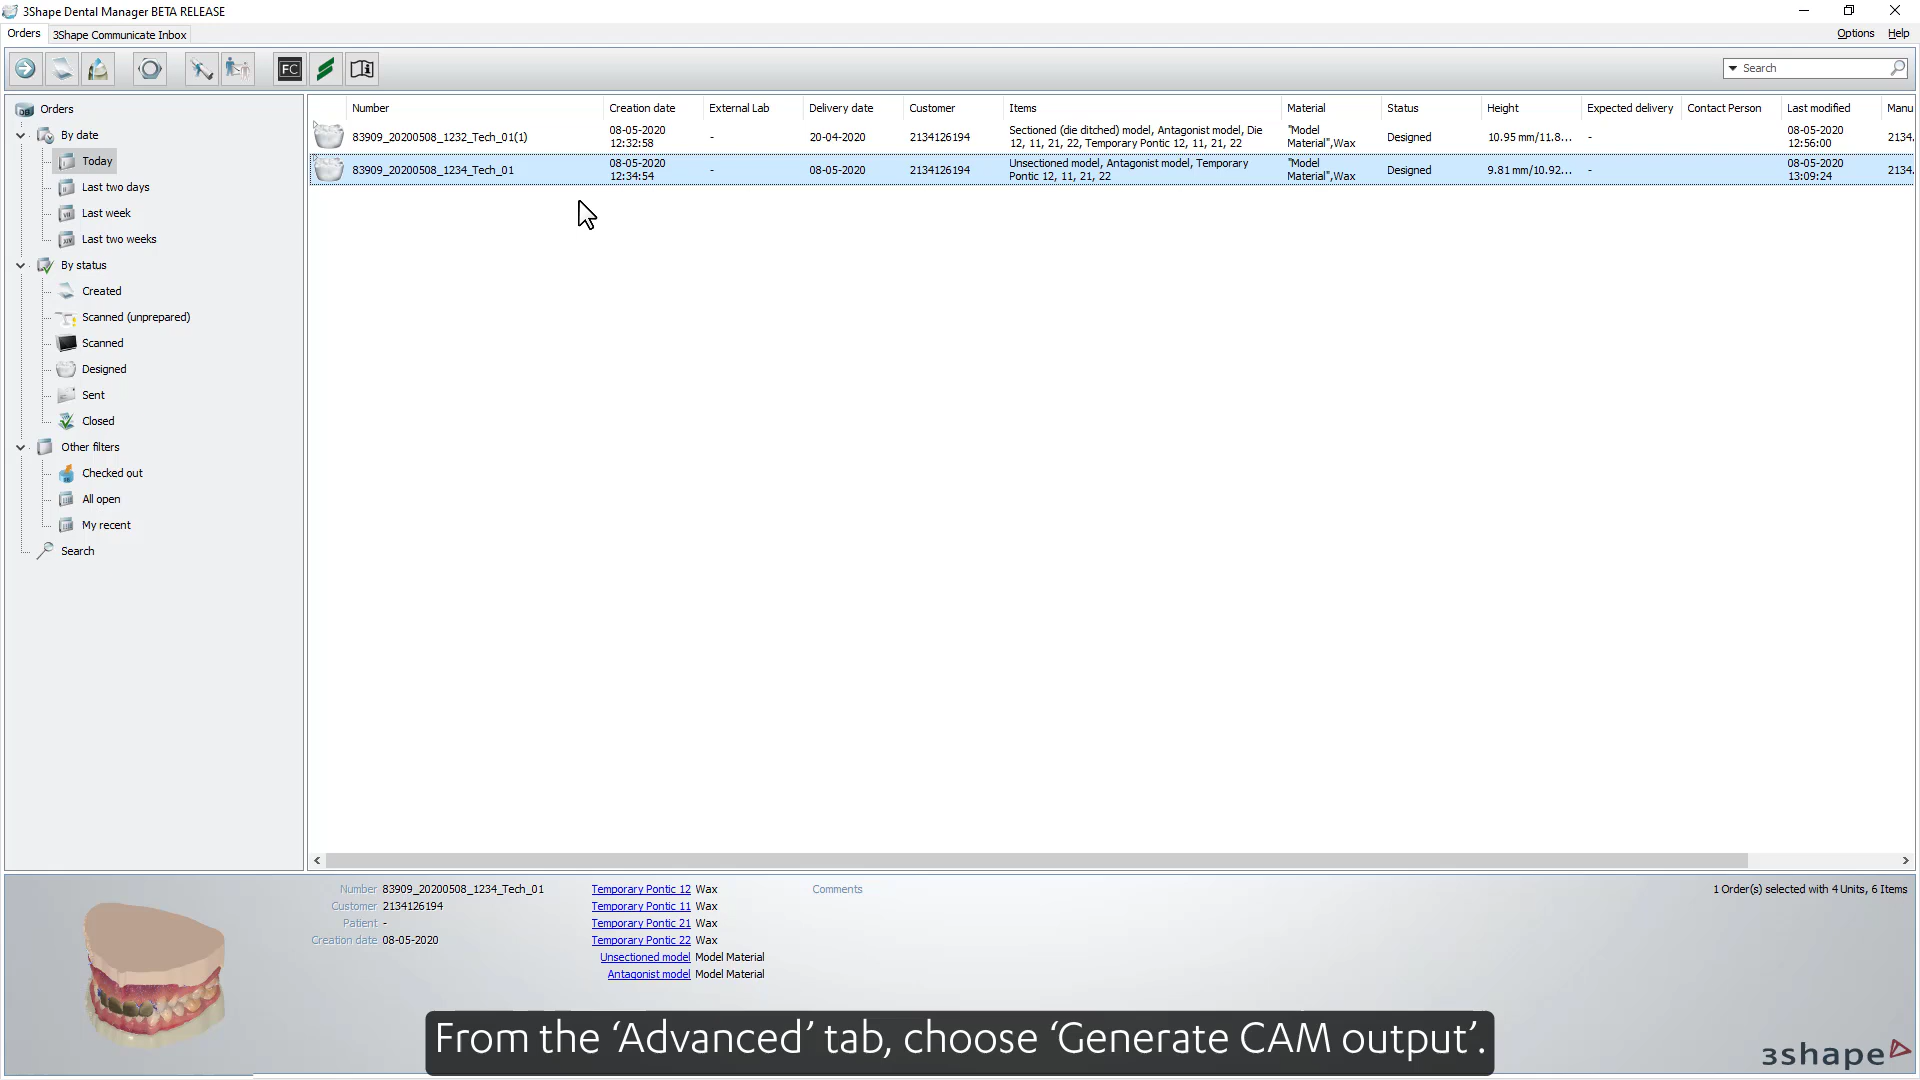 3Shape Dental Manager BETA RELEASE
Orders 3Shape Communicate Inbox Options Help
FC Search
Orders
By date
Today
Last two days
Last week
Last two weeks
By status
Created
Scanned (unprepared)
Scanned
Designed
Sent
Closed
Other filters
Checked out
All open
My recent
Search
Number Creation date External Lab Delivery date Customer Items Material Status Height Expected delivery Contact Person Last modified Manu
83909_20200508_1232_Tech_01(1) 08-05-2020 12:32:58 - 20-04-2020 2134126194 Sectioned (die ditched) model, Antagonist model, Die 12, 11, 21, 22, Temporary Pontic 12, 11, 21, 22 "Model Material",Wax Designed 10.95 mm/11.8... - 08-05-2020 12:56:00 2134.
83909_20200508_1234_Tech_01 08-05-2020 12:34:54 - 08-05-2020 2134126194 Unsectioned model, Antagonist model, Temporary Pontic 12, 11, 21, 22 "Model Material",Wax Designed 9.81 mm/10.92... - 08-05-2020 13:09:24 2134.
Number 83909_20200508_1234_Tech_01
Customer 2134126194
Patient -
Creation date 08-05-2020
Temporary Pontic 12 Wax
Temporary Pontic 11 Wax
Temporary Pontic 21 Wax
Temporary Pontic 22 Wax
Unsectioned model Model Material
Antagonist model Model Material
Comments
1 Order(s) selected with 4 Units, 6 Items
From the ‘Advanced’ tab, choose ‘Generate CAM output’.
3shape